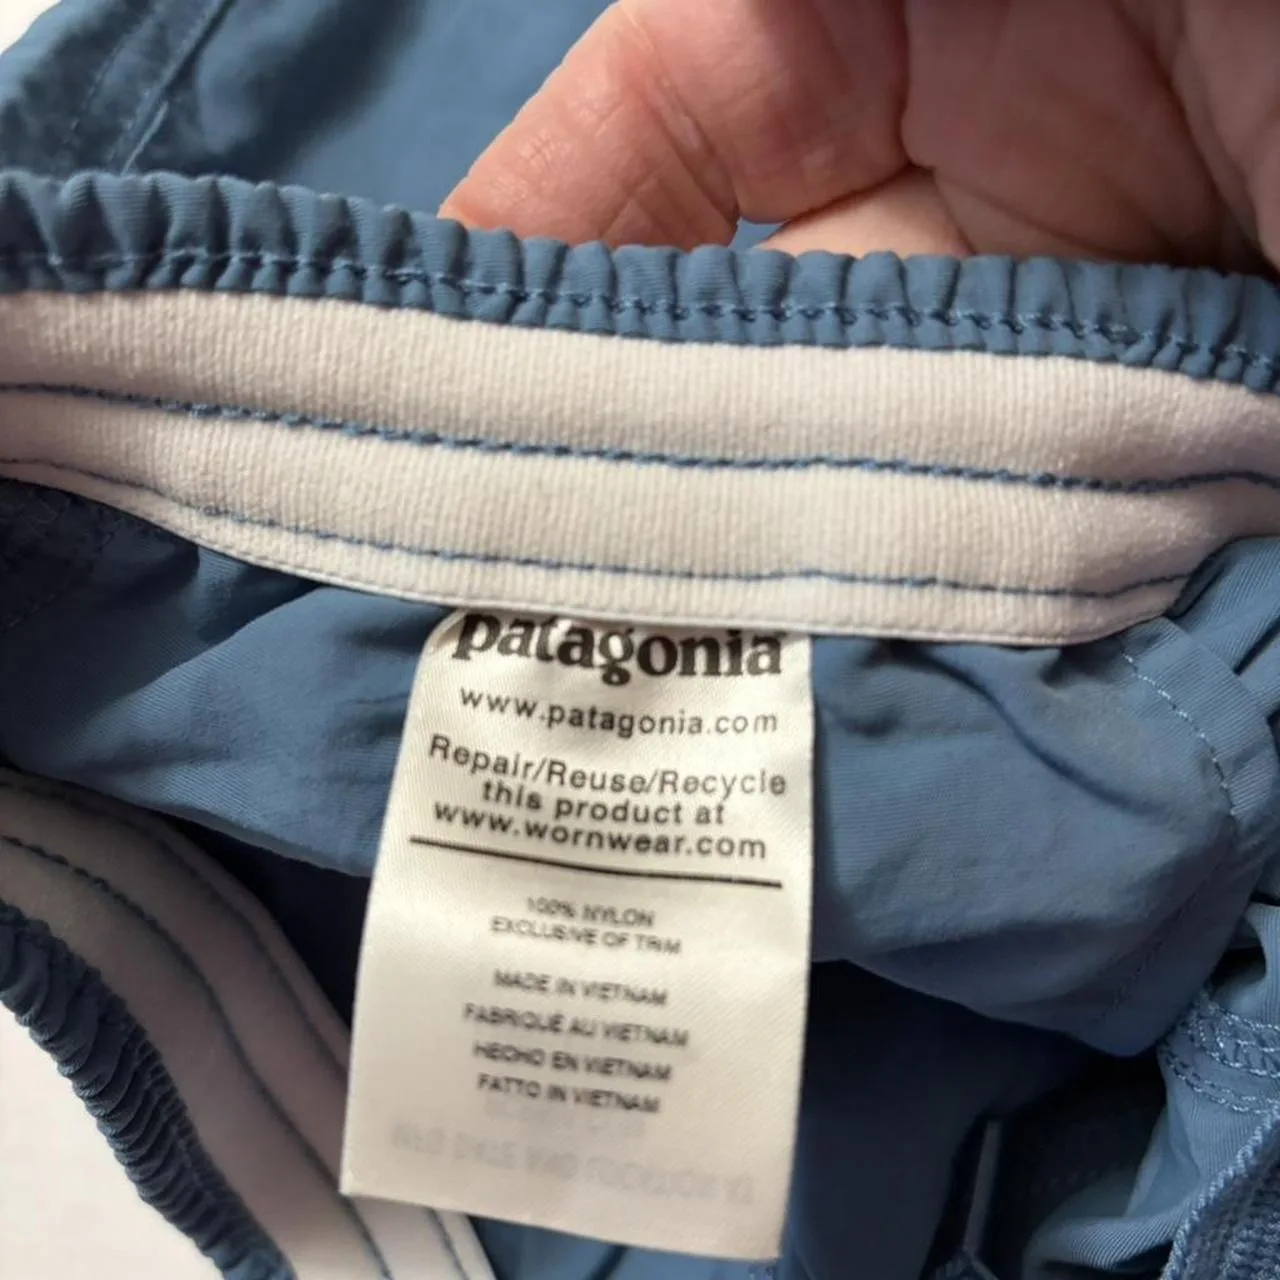 patagonia
www.patagonia.com
Repair/Reuse/Recycle
this product at
www.wornwear.com
100% NYLON
EXCLUSIVE OF TRIM
MADE IN VIETNAM
FABRIQUÉ AU VIETNAM
HECHO EN VIETNAM
FATTO IN VIETNAM